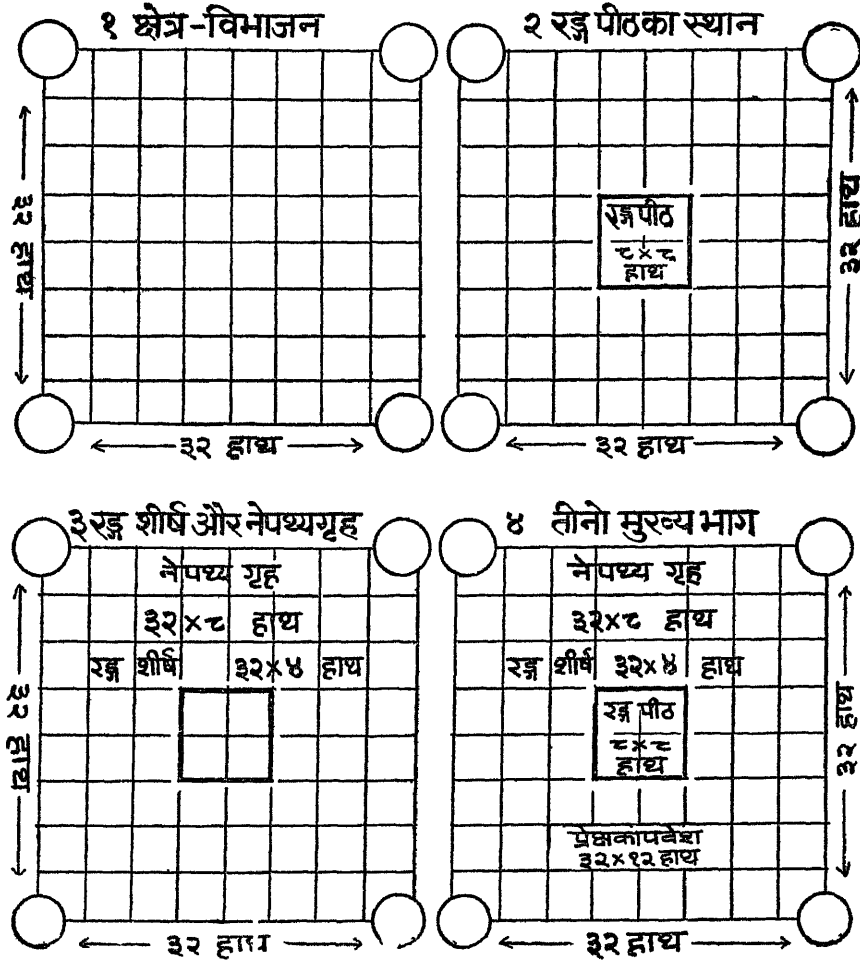 १ क्षेत्र-विभाजन
३२ हाथ
३२ हाथ
२ रङ्ग पीठका स्थान
रङ्ग पीठ
८×८
हाथ
३२ हाथ
३२ हाथ
३ रङ्ग शीर्ष और नेपथ्यगृह
नेपथ्य गृह
३२×८ हाथ
रङ्ग शीर्ष ३२×४ हाथ
३२ हाथ
३२ हाथ
४ तीनो मुख्य भाग
नेपथ्य गृह
३२×८ हाथ
रङ्ग शीर्ष ३२×४ हाथ
रङ्ग पीठ
८×८
हाथ
प्रेक्षकोपवेश
३२×१२ हाथ
३२ हाथ
३२ हाथ